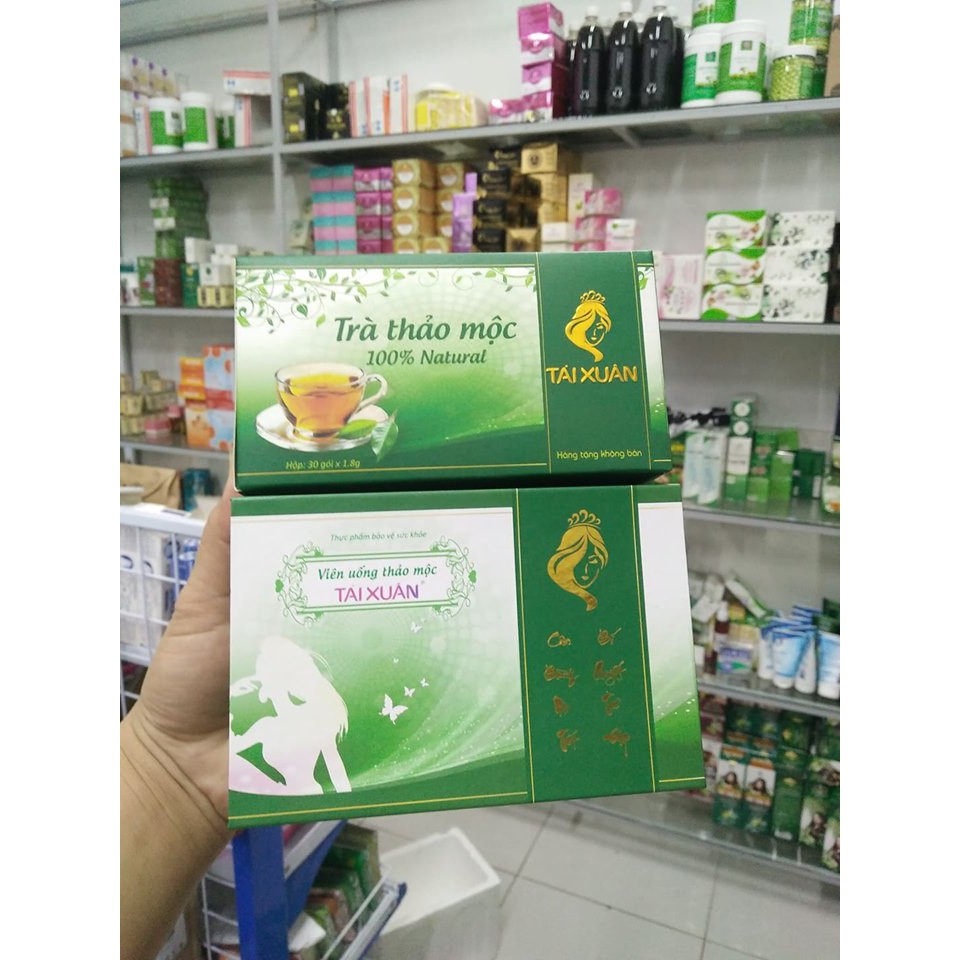 Trà thảo mộc
100% Natural
TÁI XUÂN
Hộp: 30 gói x 1.8g
Hàng tặng không bán
Thực phẩm bảo vệ sức khỏe
Viên uống thảo mộc
TÁI XUÂN®